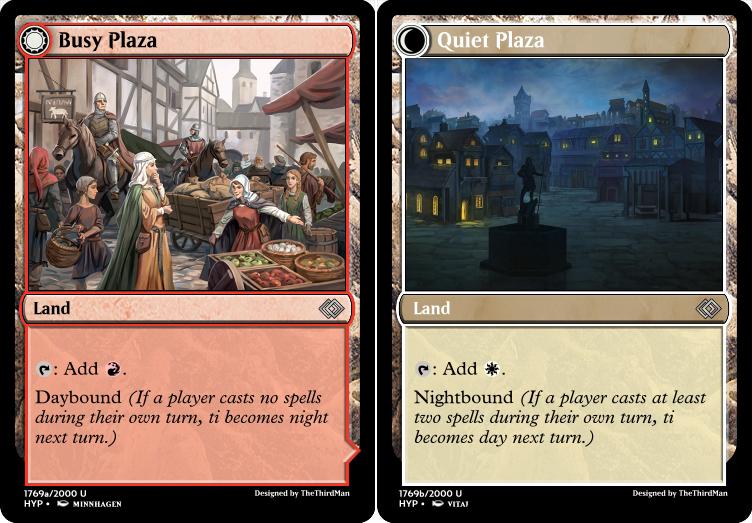 Busy Plaza
Land
: Add .
Daybound (If a player casts no spells
during their own turn, ti becomes night
next turn.)
1769a/2000 U
HYP • MINNHAGEN
Designed by TheThirdMan
Quiet Plaza
Land
: Add .
Nightbound (If a player casts at least
two spells during their own turn, ti
becomes day next turn.)
1769b/2000 U
HYP • VITAJ
Designed by TheThirdMan